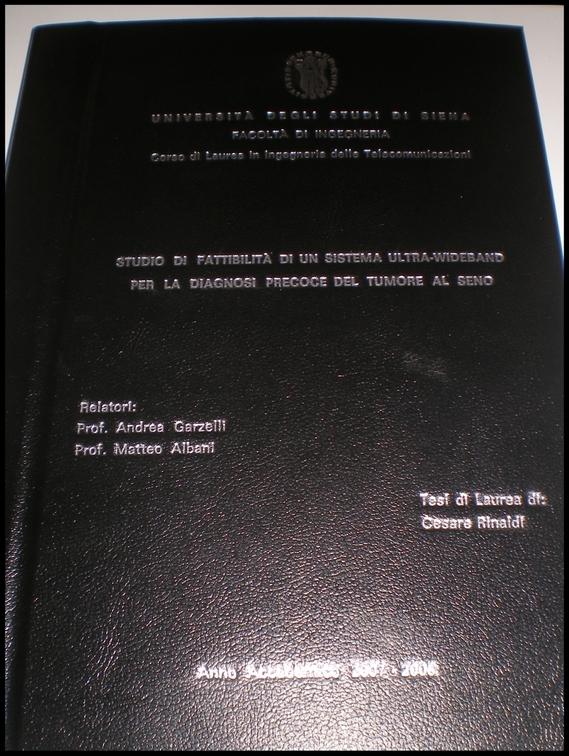 UNIVERSITÀ DEGLI STUDI DI SIENA
FACOLTÀ DI INGEGNERIA
Corso di Laurea in Ingegneria delle Telecomunicazioni
STUDIO DI FATTIBILITÀ DI UN SISTEMA ULTRA-WIDEBAND
PER LA DIAGNOSI PRECOCE DEL TUMORE AL SENO
Relatori:
Prof. Andrea Garzelli
Prof. Matteo Albani
Tesi di Laurea di:
Cesare Rinaldi
Anno Accademico 2007 - 2008